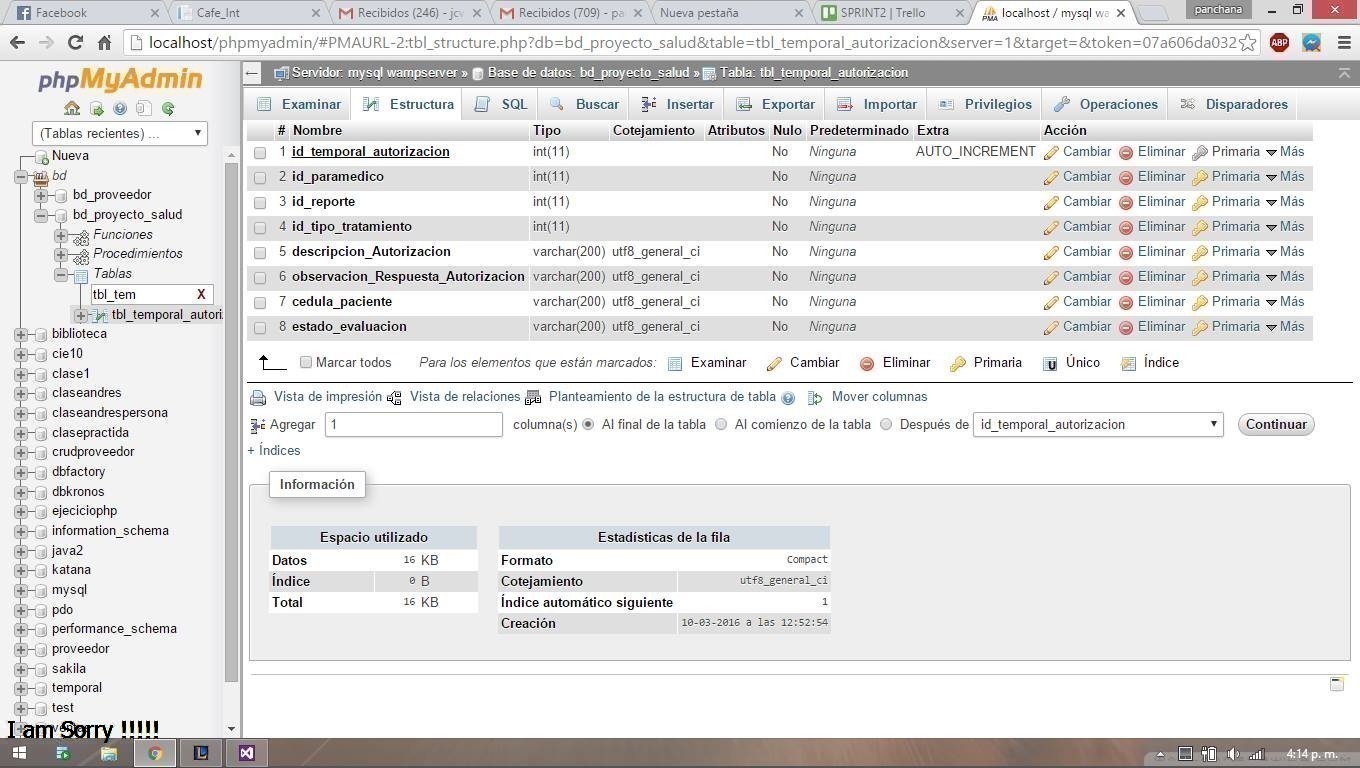 Facebook
Cafe_Int
Recibidos (246) - jcv
Recibidos (709) - pa
Nueva pestaña
SPRINT2 | Trello
localhost / mysql wa
panchana
localhost/phpmyadmin/#PMAURL-2:tbl_structure.php?db=bd_proyecto_salud&table=tbl_temporal_autorizacion&server=1&target=&token=07a606da032
ABP
phpMyAdmin
(Tablas recientes) ...
Nueva
bd
bd_proveedor
bd_proyecto_salud
Funciones
Procedimientos
Tablas
tbl_tem X
tbl_temporal_autori
biblioteca
cie10
clase1
claseandres
claseandrespersona
clasepractida
crudproveedor
dbfactory
dbkronos
ejeciciophp
information_schema
java2
katana
mysql
pdo
performance_schema
proveedor
sakila
temporal
test
I am Sorry !!!!!
Servidor: mysql wampserver » Base de datos: bd_proyecto_salud » Tabla: tbl_temporal_autorizacion
Examinar Estructura SQL Buscar Insertar Exportar Importar Privilegios Operaciones Disparadores
# Nombre Tipo Cotejamiento Atributos Nulo Predeterminado Extra Acción
1 id_temporal_autorizacion int(11) No Ninguna AUTO_INCREMENT Cambiar Eliminar Primaria Más
2 id_paramedico int(11) No Ninguna Cambiar Eliminar Primaria Más
3 id_reporte int(11) No Ninguna Cambiar Eliminar Primaria Más
4 id_tipo_tratamiento int(11) No Ninguna Cambiar Eliminar Primaria Más
5 descripcion_Autorizacion varchar(200) utf8_general_ci No Ninguna Cambiar Eliminar Primaria Más
6 observacion_Respuesta_Autorizacion varchar(200) utf8_general_ci No Ninguna Cambiar Eliminar Primaria Más
7 cedula_paciente varchar(200) utf8_general_ci No Ninguna Cambiar Eliminar Primaria Más
8 estado_evaluacion varchar(200) utf8_general_ci No Ninguna Cambiar Eliminar Primaria Más
Marcar todos Para los elementos que están marcados: Examinar Cambiar Eliminar Primaria Único Índice
Vista de impresión Vista de relaciones Planteamiento de la estructura de tabla Mover columnas
Agregar 1 columna(s) Al final de la tabla Al comienzo de la tabla Después de id_temporal_autorizacion Continuar
+ Índices
Información
Espacio utilizado
Datos 16 KB
Índice 0 B
Total 16 KB
Estadísticas de la fila
Formato Compact
Cotejamiento utf8_general_ci
Índice automático siguiente 1
Creación 10-03-2016 a las 12:52:54
4:14 p. m.